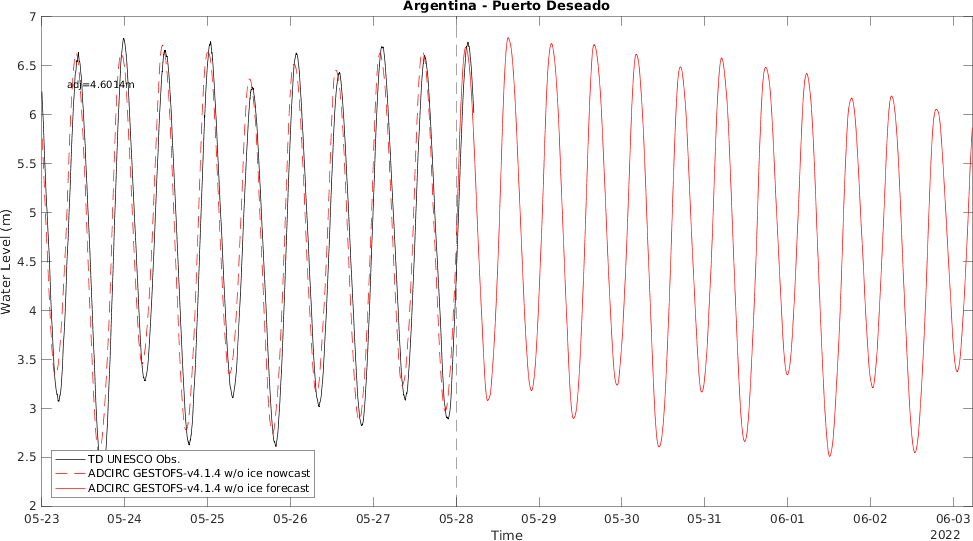 Argentina - Puerto Deseado
7
6.5
6
5.5
5
4.5
4
3.5
3
2.5
2
Water Level (m)
adj=4.6014m
TD UNESCO Obs.
ADCIRC GESTOFS-v4.1.4 w/o ice nowcast
ADCIRC GESTOFS-v4.1.4 w/o ice forecast
05-23 05-24 05-25 05-26 05-27 05-28 05-29 05-30 05-31 06-01 06-02 06-03
Time
2022